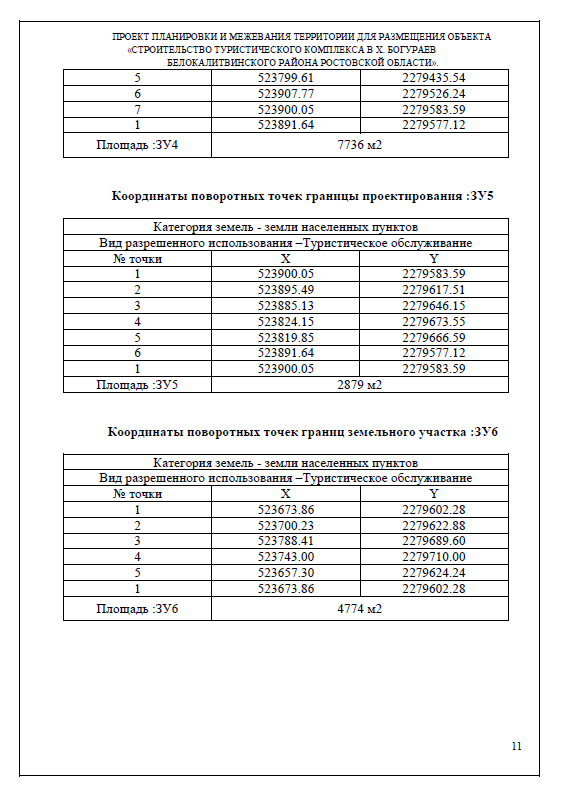 ПРОЕКТ ПЛАНИРОВКИ И МЕЖЕВАНИЯ ТЕРРИТОРИИ ДЛЯ РАЗМЕЩЕНИЯ ОБЪЕКТА
«СТРОИТЕЛЬСТВО ТУРИСТИЧЕСКОГО КОМПЛЕКСА В Х. БОГУРАЕВ
БЕЛОКАЛИТВИНСКОГО РАЙОНА РОСТОВСКОЙ ОБЛАСТИ».
5 523799.61 2279435.54
6 523907.77 2279526.24
7 523900.05 2279583.59
1 523891.64 2279577.12
Площадь :ЗУ4 7736 м2
Координаты поворотных точек границы проектирования :ЗУ5
Категория земель - земли населенных пунктов
Вид разрешенного использования –Туристическое обслуживание
№ точки X Y
1 523900.05 2279583.59
2 523895.49 2279617.51
3 523885.13 2279646.15
4 523824.15 2279673.55
5 523819.85 2279666.59
6 523891.64 2279577.12
1 523900.05 2279583.59
Площадь :ЗУ5 2879 м2
Координаты поворотных точек границ земельного участка :ЗУ6
Категория земель - земли населенных пунктов
Вид разрешенного использования –Туристическое обслуживание
№ точки X Y
1 523673.86 2279602.28
2 523700.23 2279622.88
3 523788.41 2279689.60
4 523743.00 2279710.00
5 523657.30 2279624.24
1 523673.86 2279602.28
Площадь :ЗУ6 4774 м2
11